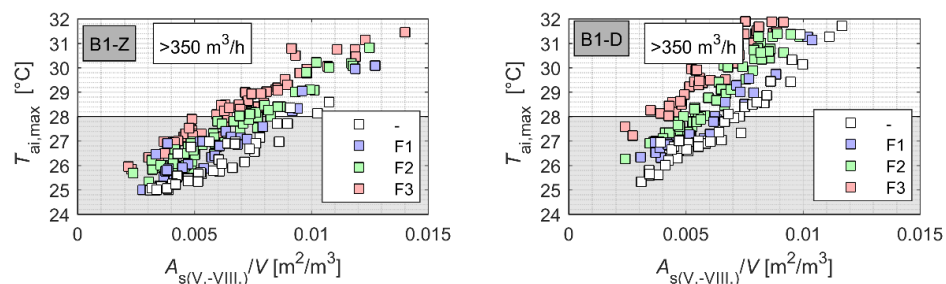 B1-Z
>350 m³/h
T_ai,max [°C]
32
31
30
29
28
27
26
25
24
-
F1
F2
F3
0
0.005
0.01
0.015
A_s(V.-VIII.)/V [m²/m³]
B1-D
>350 m³/h
T_ai,max [°C]
32
31
30
29
28
27
26
25
24
-
F1
F2
F3
0
0.005
0.01
0.015
A_s(V.-VIII.)/V [m²/m³]